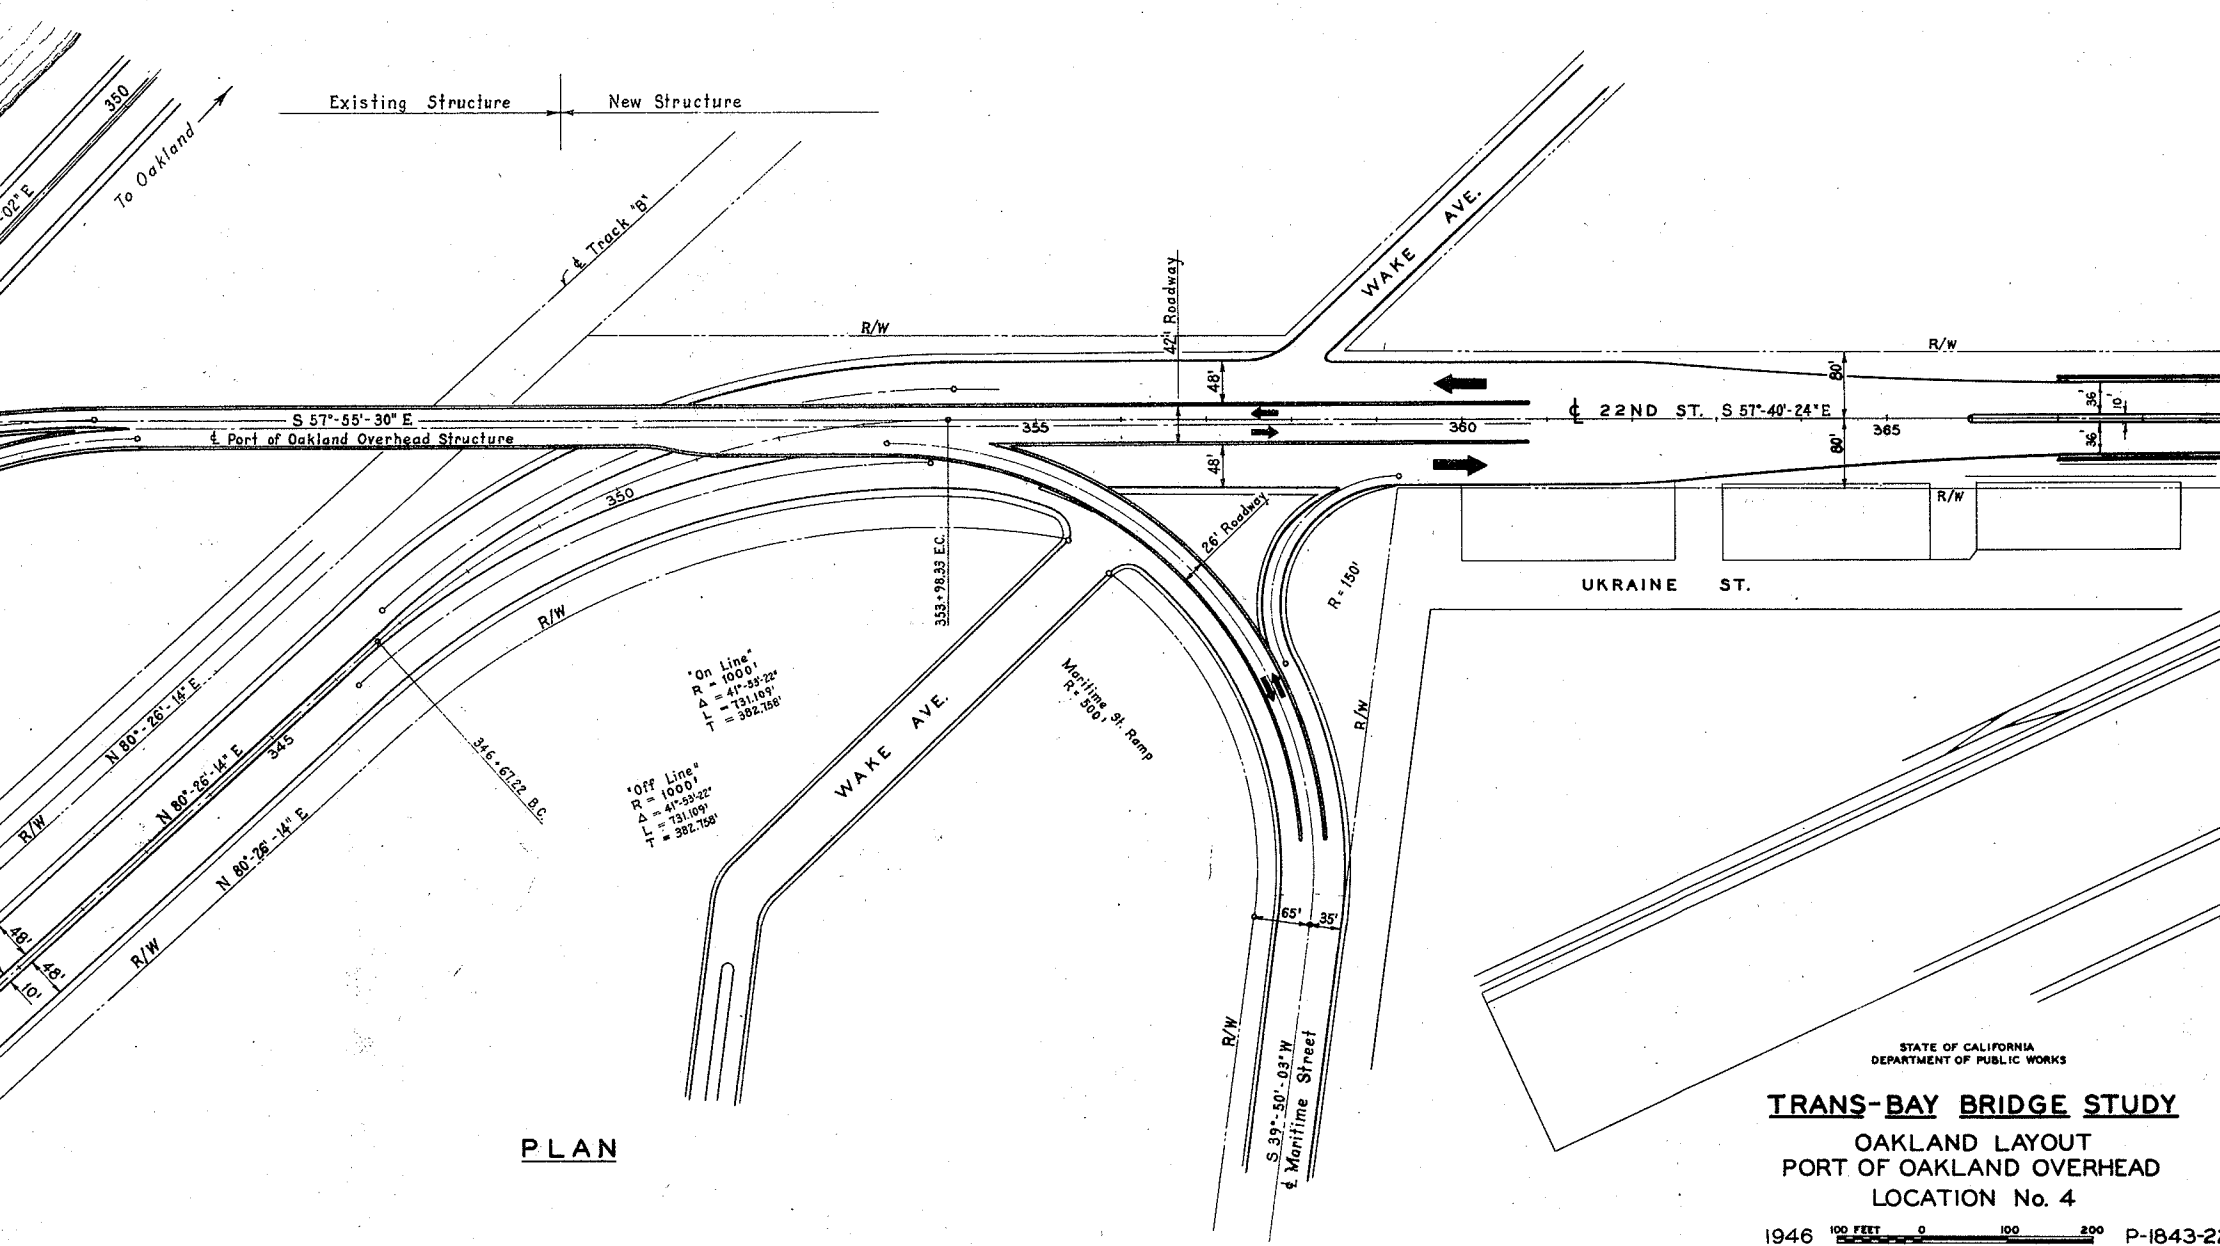 350
To Oakland
-02" E
Existing Structure
New Structure
℄ Track "B"
R/W
42' Roadway
48'
WAKE AVE.
R/W
80'
36'
10'
S 57°-55'-30" E
℄ Port of Oakland Overhead Structure
355
360
℄ 22ND ST. S 57°-40'-24" E
365
80'
36'
48'
R/W
350
353+98.33 E.C.
26' Roadway
R = 150'
UKRAINE ST.
R/W
"On Line"
R = 1000'
Δ = 41°-53'-22"
L = 731.109'
T = 382.758'
Maritime St. Ramp
R = 500'
R/W
N 80°-26'-14" E
345
N 80°-26'-14" E
346+67.22 B.C.
"Off Line"
R = 1000'
Δ = 41°-53'-22"
L = 731.109'
T = 382.758'
WAKE AVE.
R/W
N 80°-26'-14" E
R/W
48'
48'
10'
65'
35'
R/W
S 39°-50'-03" W
℄ Maritime Street
PLAN
STATE OF CALIFORNIA
DEPARTMENT OF PUBLIC WORKS
TRANS-BAY BRIDGE STUDY
OAKLAND LAYOUT
PORT OF OAKLAND OVERHEAD
LOCATION No. 4
1946 100 FEET 0 100 200 P-1843-22